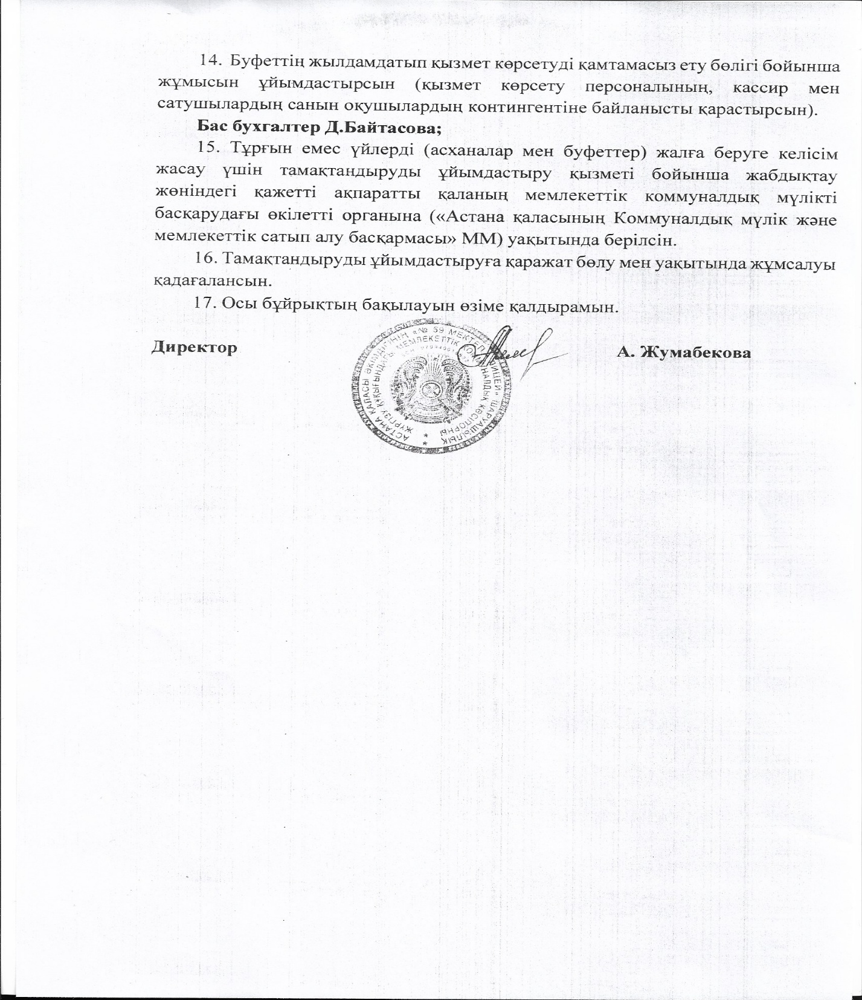 14. Буфеттің жылдамдатып қызмет көрсетуді қамтамасыз ету бөлігі бойынша
жұмысын ұйымдастырсын (қызмет көрсету персоналының, кассир мен
сатушылардың санын оқушылардың контингентіне байланысты қарастырсын).
Бас бухгалтер Д.Байтасова;
15. Тұрғын емес үйлерді (асханалар мен буфеттер) жалға беруге келісім
жасау үшін тамақтандыруды ұйымдастыру қызметі бойынша жабдықтау
жөніндегі қажетті ақпаратты қаланың мемлекеттік коммуналдық мүлікті
басқарудағы өкілетті органына («Астана қаласының Коммуналдық мүлік және
мемлекеттік сатып алу басқармасы» ММ) уақытында берілсін.
16. Тамақтандыруды ұйымдастыруға қаражат бөлу мен уақытында жұмсалуы
қадағалансын.
17. Осы бұйрықтың бақылауын өзіме қалдырамын.
Директор
А. Жумабекова
АСТАНА ҚАЛАСЫ ӘКІМДІГІНІҢ «№ 59 МЕКТЕП ЛИЦЕЙ» ШАРУАШЫЛЫҚ
ЖҮРГІЗУ ҚҰҚЫҒЫНДАҒЫ МЕМЛЕКЕТТІК КОММУНАЛДЫҚ КӘСІПОРНЫ